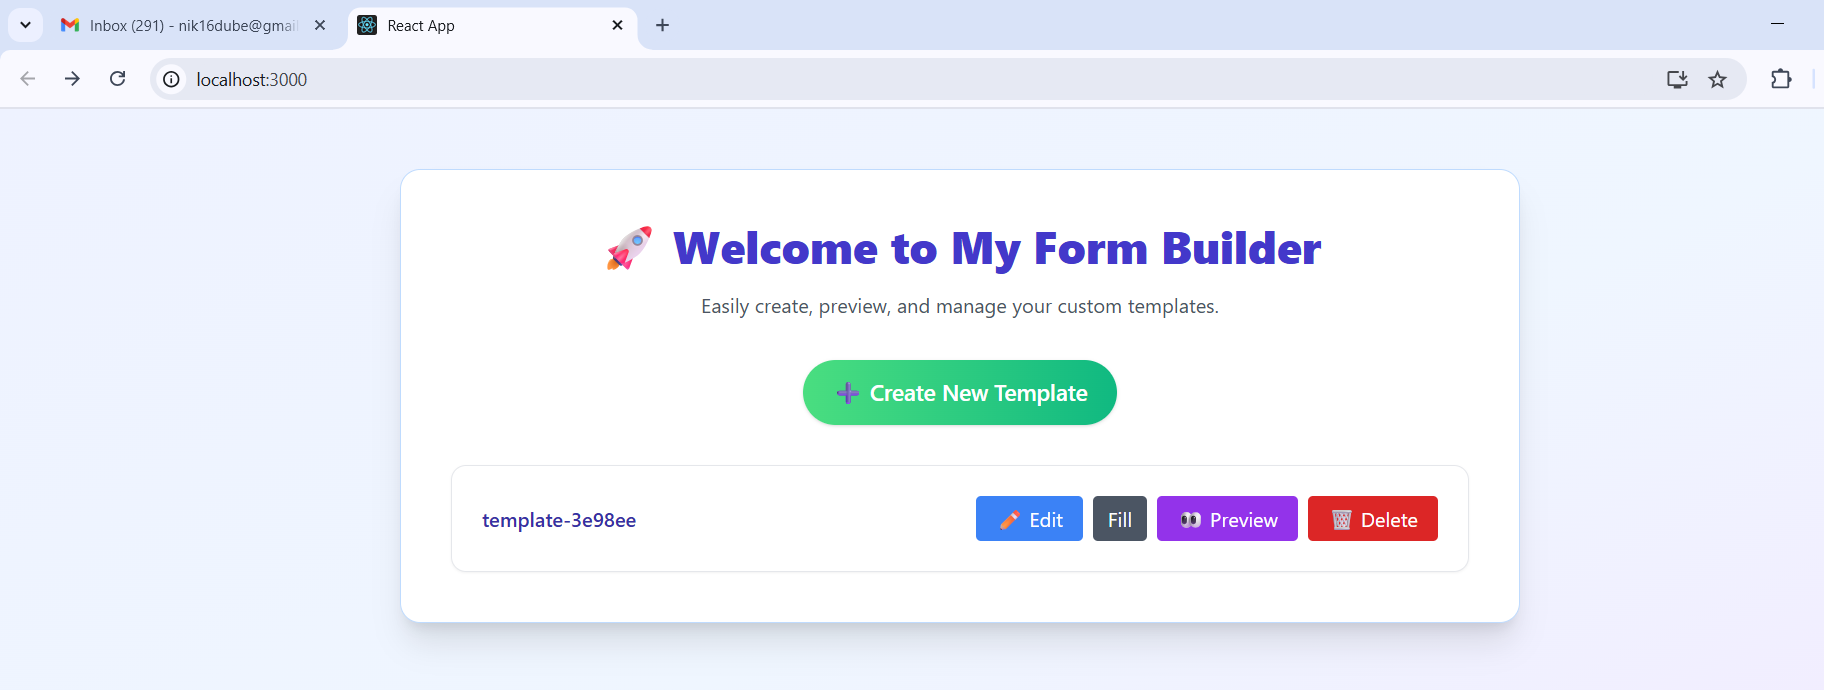 Inbox (291) - nik16dube@gmai
React App
localhost:3000
Welcome to My Form Builder
Easily create, preview, and manage your custom templates.
Create New Template
template-3e98ee
Edit
Fill
Preview
Delete